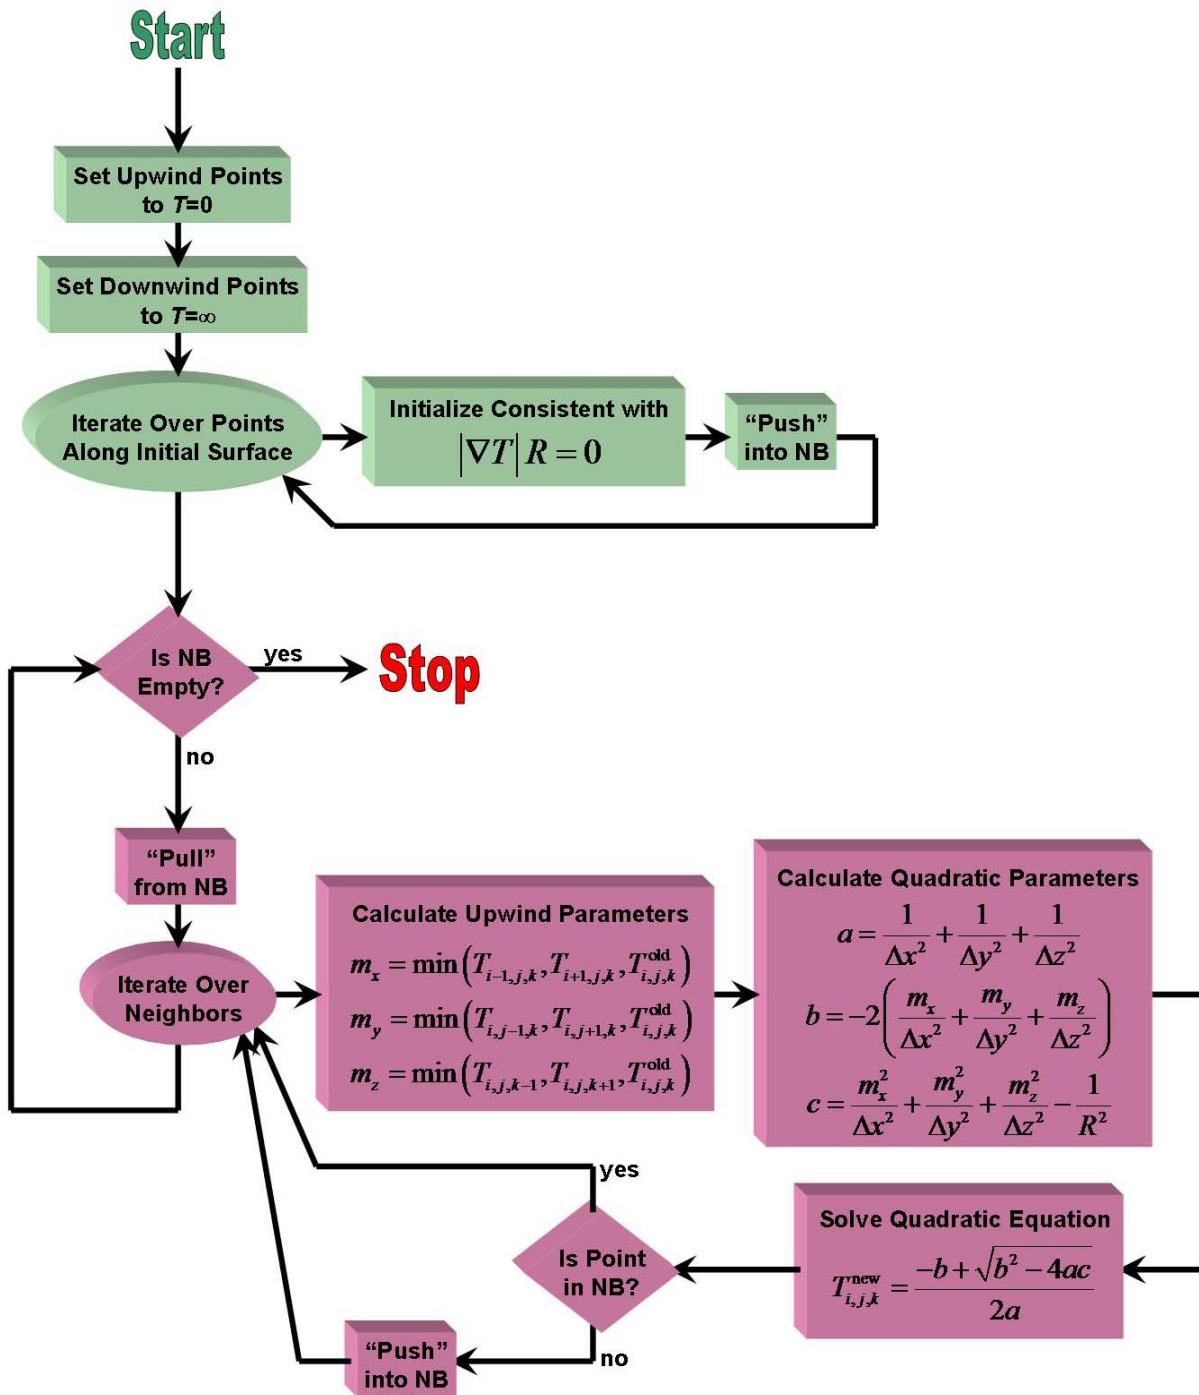 Start
Set Upwind Points
to T=0
Set Downwind Points
to T=∞
Iterate Over Points
Along Initial Surface
Initialize Consistent with
|∇T| R = 0
“Push”
into NB
Is NB
Empty?
yes
Stop
no
“Pull”
from NB
Iterate Over
Neighbors
Calculate Upwind Parameters
m_x = min(T_{i-1,j,k}, T_{i+1,j,k}, T_{i,j,k}^{old})
m_y = min(T_{i,j-1,k}, T_{i,j+1,k}, T_{i,j,k}^{old})
m_z = min(T_{i,j,k-1}, T_{i,j,k+1}, T_{i,j,k}^{old})
Calculate Quadratic Parameters
a = 1/Δx² + 1/Δy² + 1/Δz²
b = -2(m_x/Δx² + m_y/Δy² + m_z/Δz²)
c = m_x²/Δx² + m_y²/Δy² + m_z²/Δz² - 1/R²
Solve Quadratic Equation
T_{i,j,k}^{new} = (-b + √(b² - 4ac))/2a
Is Point
in NB?
yes
no
“Push”
into NB